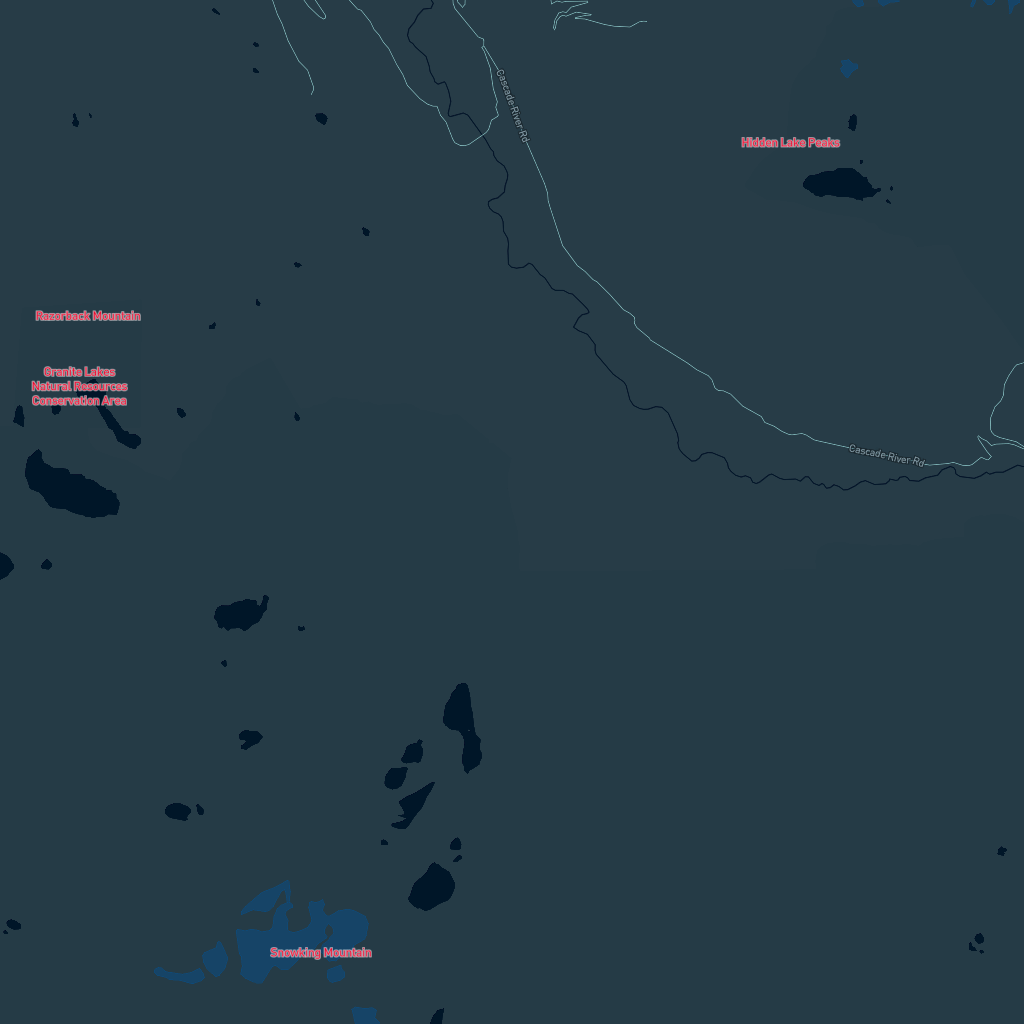 Cascade River Rd
Hidden Lake Peaks
Razorback Mountain
Granite Lakes
Natural Resources
Conservation Area
Cascade River Rd
Snowking Mountain